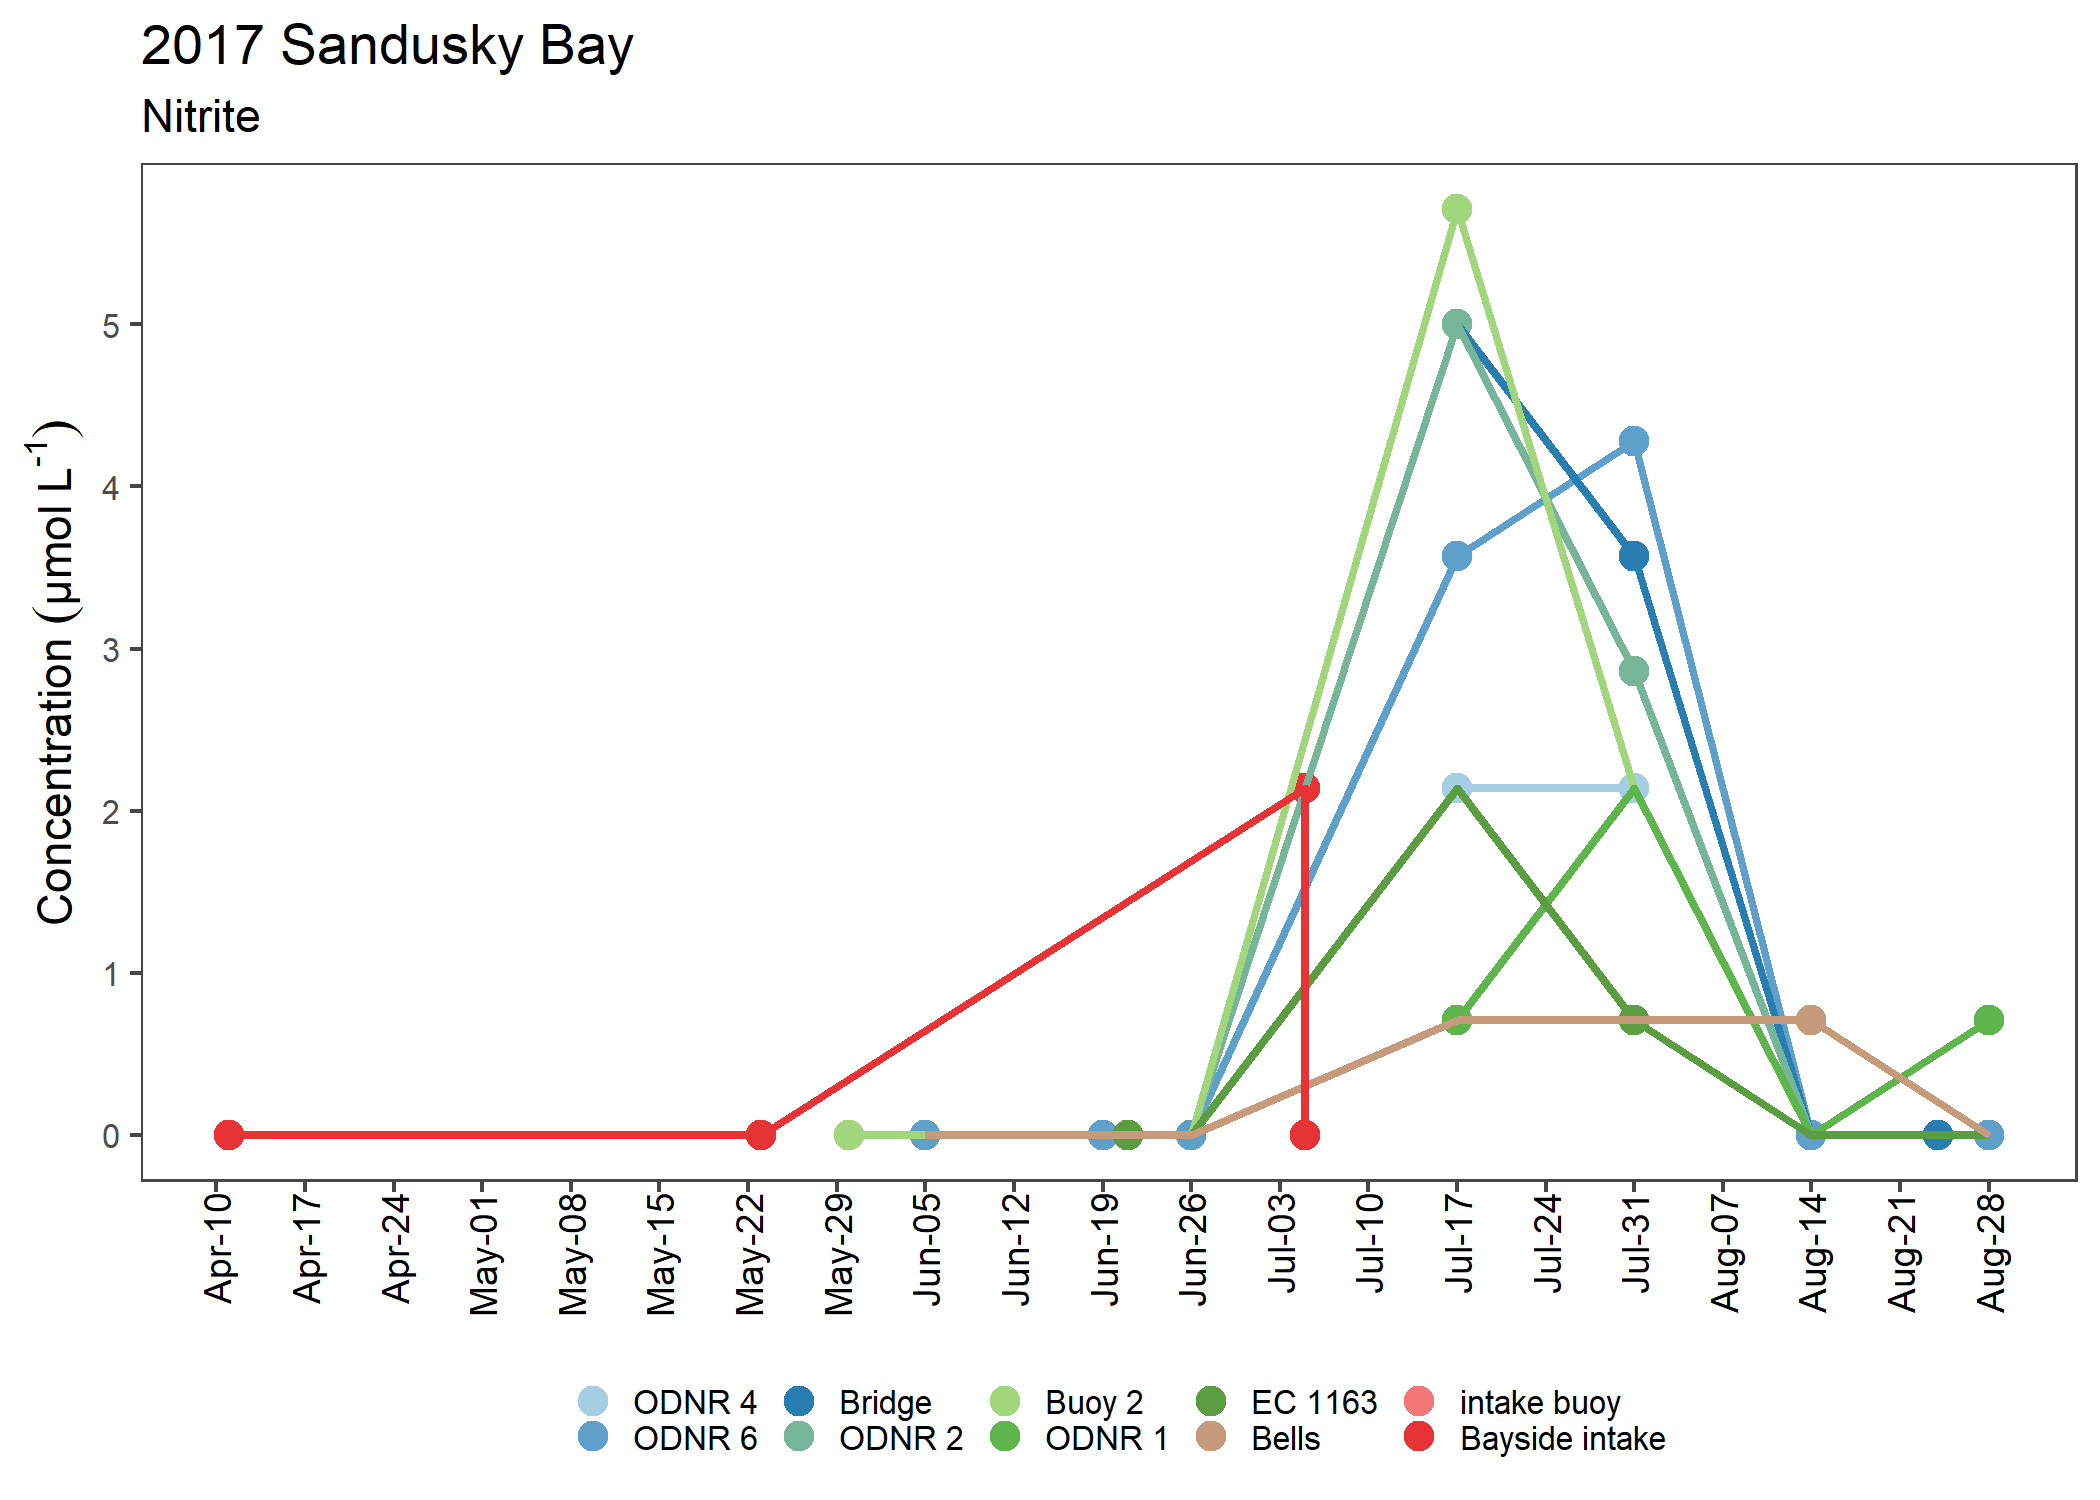 2017 Sandusky Bay
Nitrite
Concentration (µmol L⁻¹)
5
4
3
2
1
0
Apr-10
Apr-17
Apr-24
May-01
May-08
May-15
May-22
May-29
Jun-05
Jun-12
Jun-19
Jun-26
Jul-03
Jul-10
Jul-17
Jul-24
Jul-31
Aug-07
Aug-14
Aug-21
Aug-28
ODNR 4 Bridge Buoy 2 EC 1163 intake buoy
ODNR 6 ODNR 2 ODNR 1 Bells Bayside intake